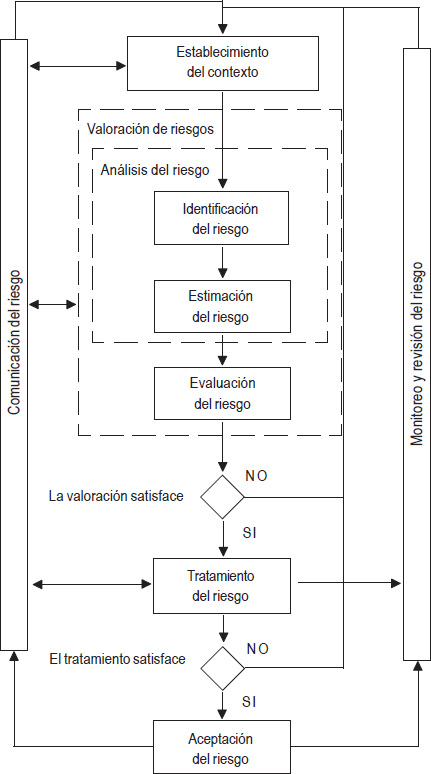 Establecimiento
del contexto
Valoración de riesgos
Análisis del riesgo
Identificación
del riesgo
Estimación
del riesgo
Evaluación
del riesgo
NO
La valoración satisface
SI
Tratamiento
del riesgo
NO
El tratamiento satisface
SI
Aceptación
del riesgo
Comunicación del riesgo
Monitoreo y revisión del riesgo